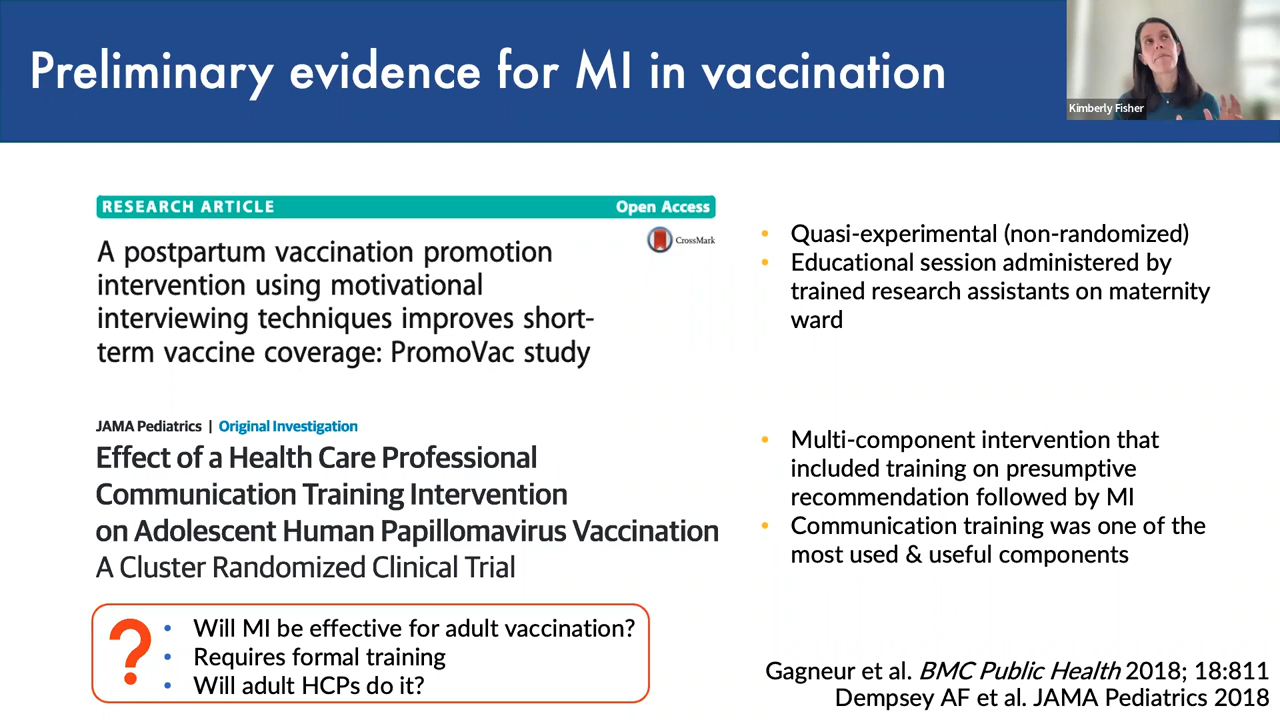 Preliminary evidence for MI in vaccination
Kimberly Fisher
RESEARCH ARTICLE Open Access
CrossMark
A postpartum vaccination promotion
intervention using motivational
interviewing techniques improves short-
term vaccine coverage: PromoVac study
• Quasi-experimental (non-randomized)
• Educational session administered by
trained research assistants on maternity
ward
JAMA Pediatrics | Original Investigation
Effect of a Health Care Professional
Communication Training Intervention
on Adolescent Human Papillomavirus Vaccination
A Cluster Randomized Clinical Trial
• Multi-component intervention that
included training on presumptive
recommendation followed by MI
• Communication training was one of the
most used & useful components
?
• Will MI be effective for adult vaccination?
• Requires formal training
• Will adult HCPs do it?
Gagneur et al. BMC Public Health 2018; 18:811
Dempsey AF et al. JAMA Pediatrics 2018